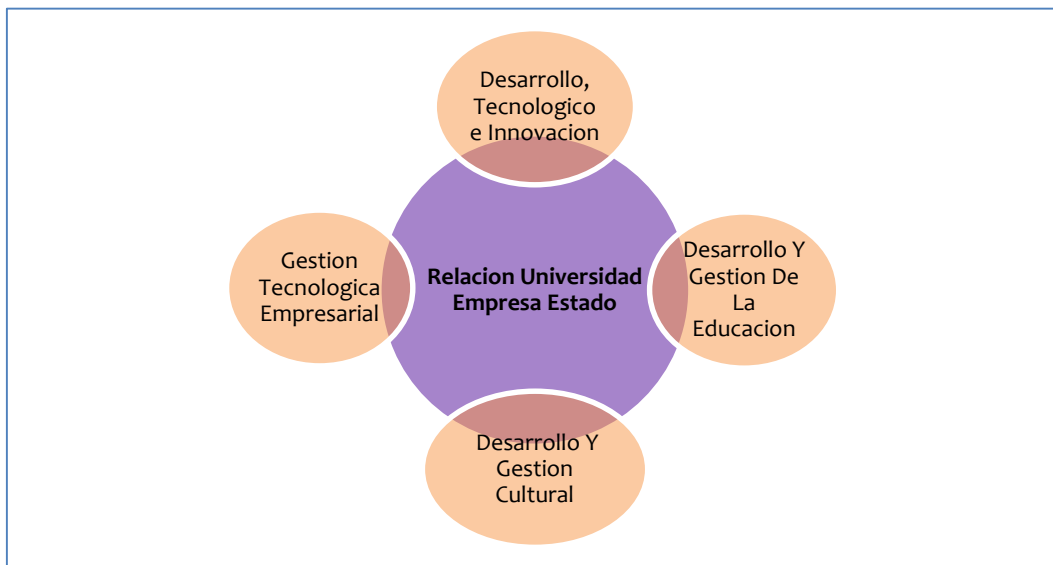 Desarrollo,
Tecnologico
e Innovacion
Gestion
Tecnologica
Empresarial
Relacion Universidad
Empresa Estado
Desarrollo Y
Gestion De
La
Educacion
Desarrollo Y
Gestion
Cultural